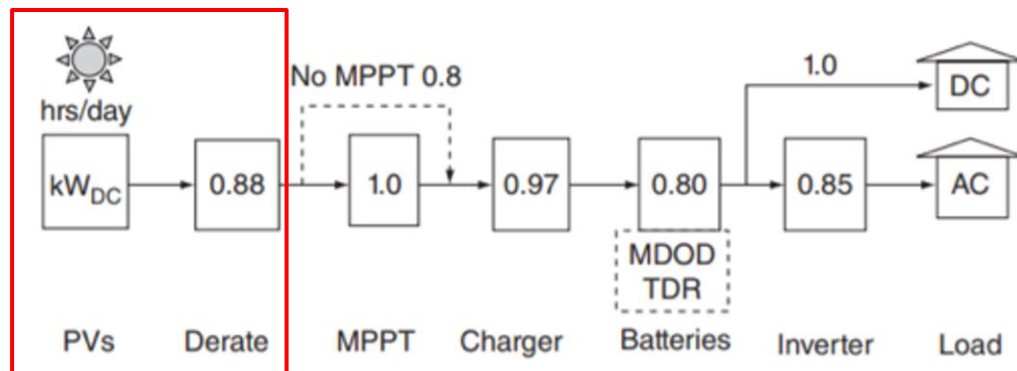 hrs/day
No MPPT 0.8
1.0
DC
kW_DC
0.88
1.0
0.97
0.80
0.85
AC
MDOD
TDR
PVs
Derate
MPPT
Charger
Batteries
Inverter
Load